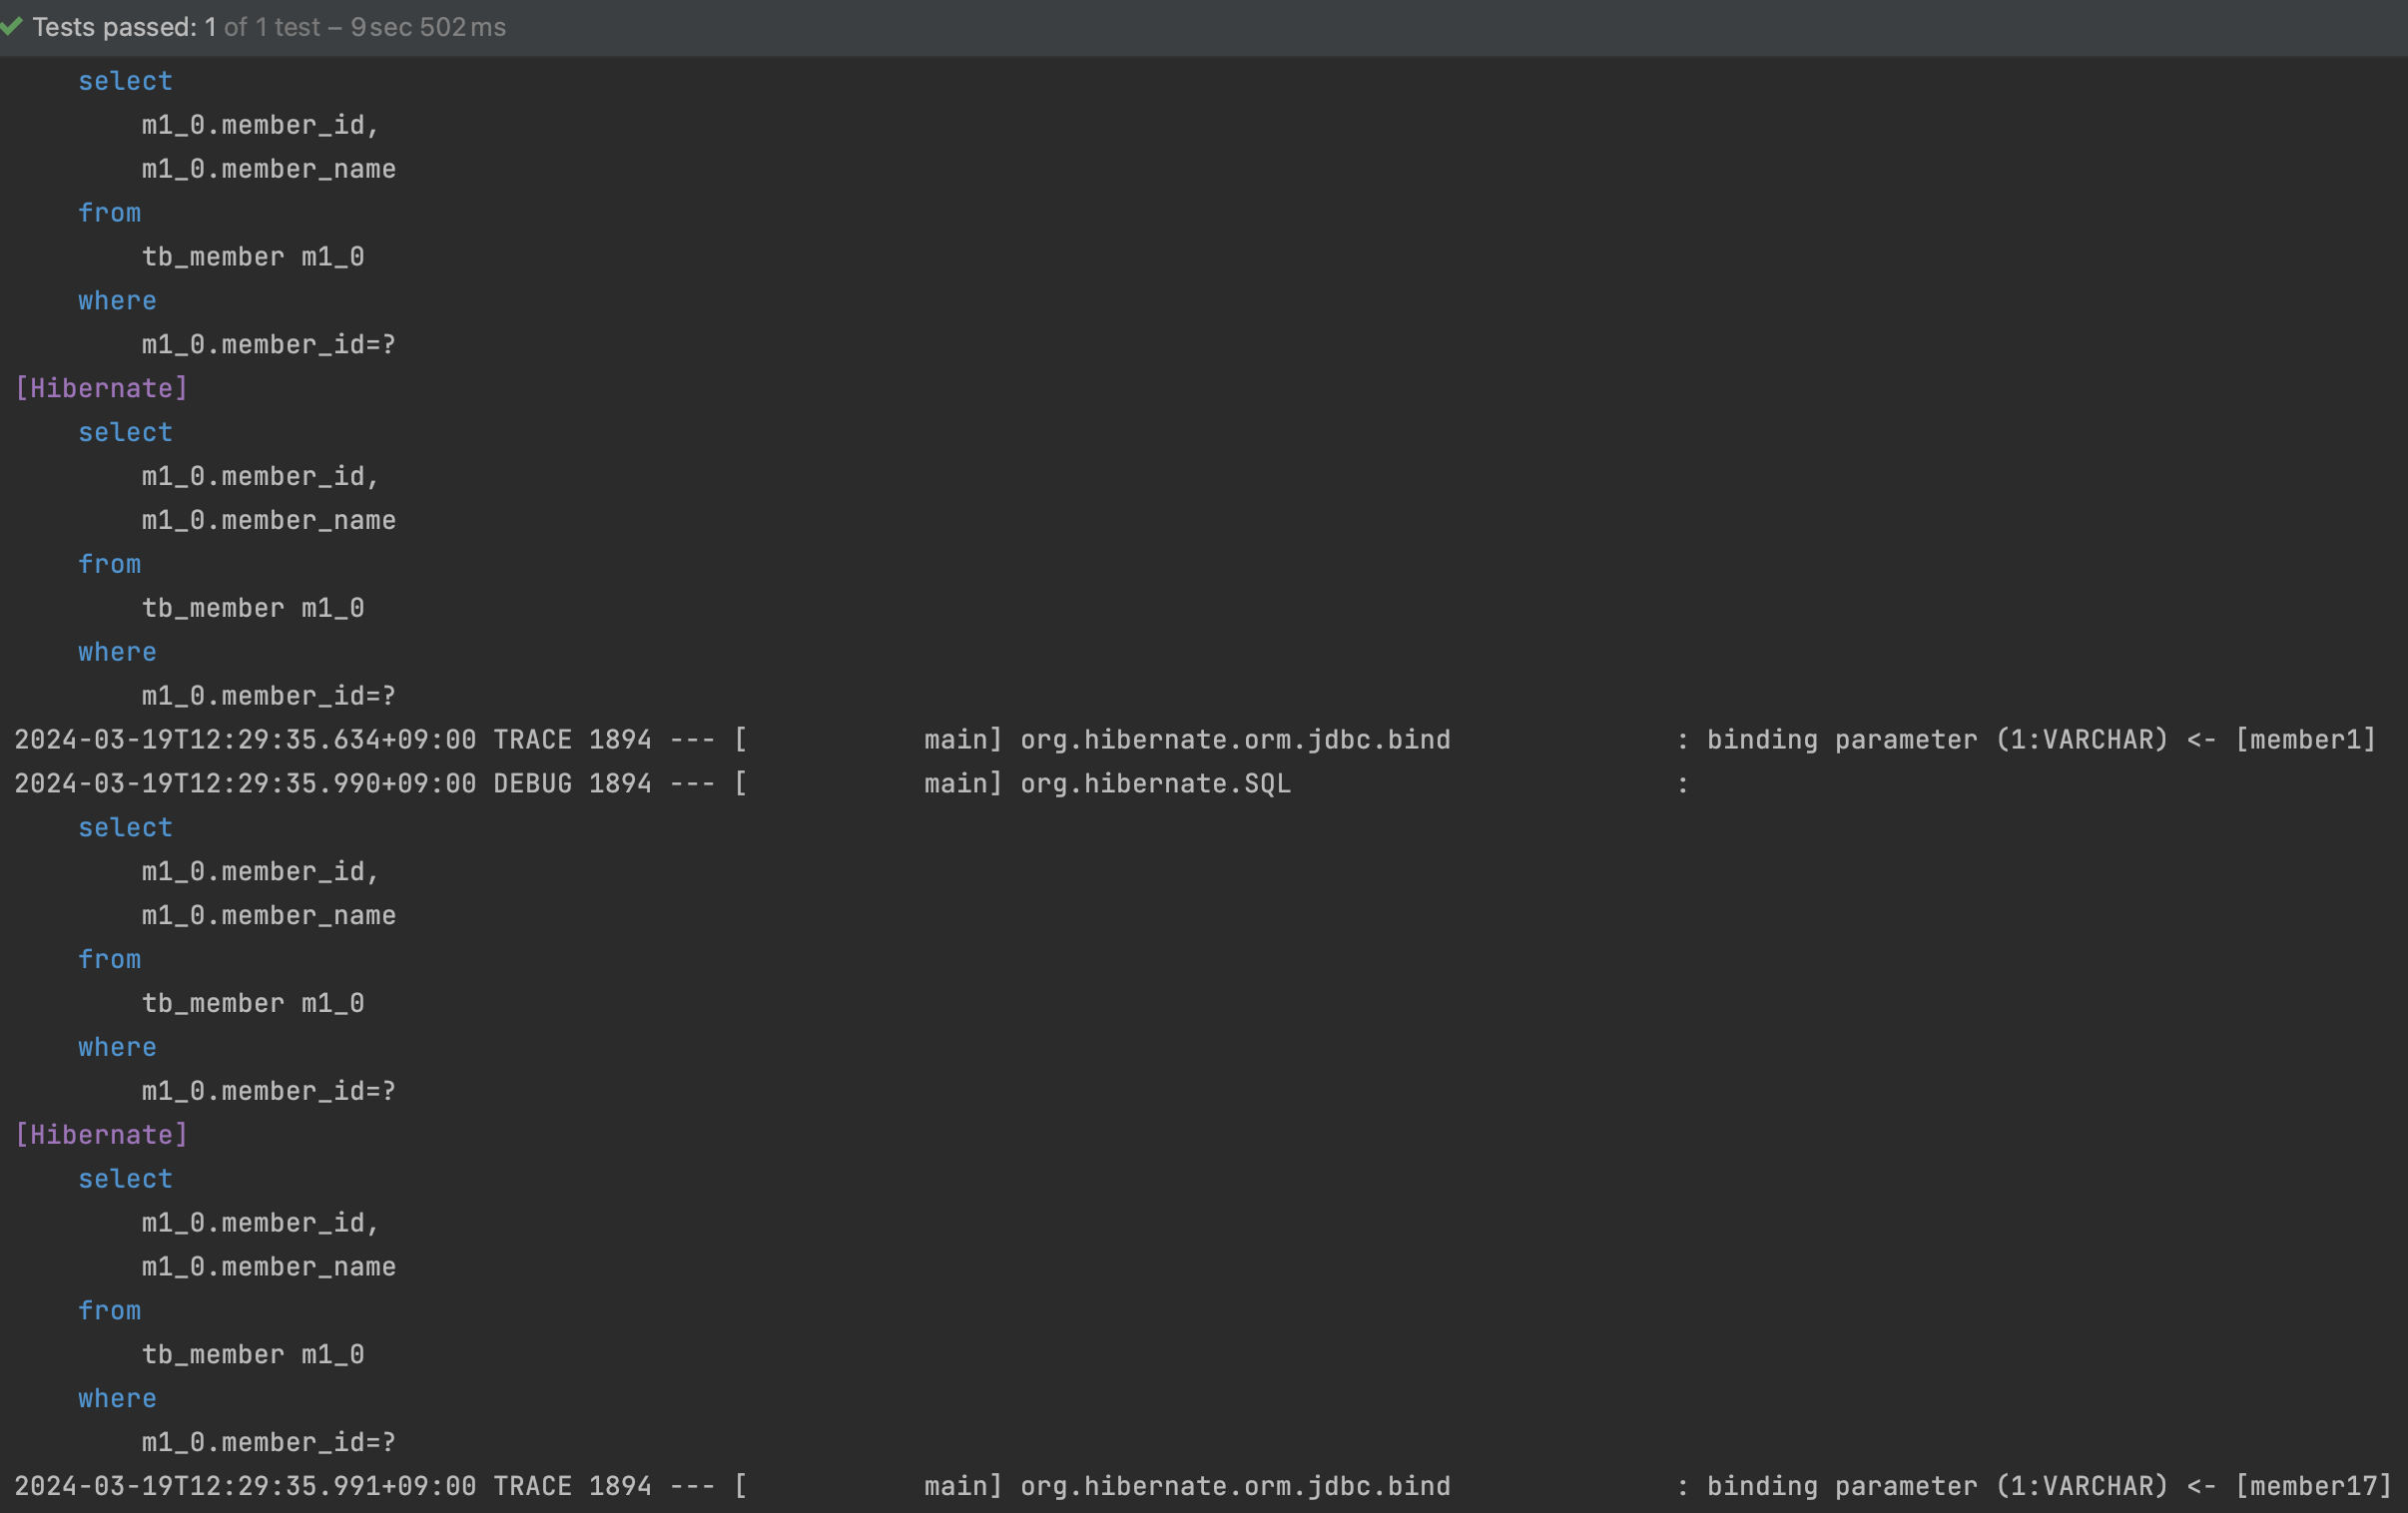 Tests passed: 1 of 1 test – 9 sec 502 ms
    select
        m1_0.member_id,
        m1_0.member_name
    from
        tb_member m1_0
    where
        m1_0.member_id=?
[Hibernate]
    select
        m1_0.member_id,
        m1_0.member_name
    from
        tb_member m1_0
    where
        m1_0.member_id=?
2024-03-19T12:29:35.634+09:00 TRACE 1894 --- [           main] org.hibernate.orm.jdbc.bind              : binding parameter (1:VARCHAR) <- [member1]
2024-03-19T12:29:35.990+09:00 DEBUG 1894 --- [           main] org.hibernate.SQL                        :
    select
        m1_0.member_id,
        m1_0.member_name
    from
        tb_member m1_0
    where
        m1_0.member_id=?
[Hibernate]
    select
        m1_0.member_id,
        m1_0.member_name
    from
        tb_member m1_0
    where
        m1_0.member_id=?
2024-03-19T12:29:35.991+09:00 TRACE 1894 --- [           main] org.hibernate.orm.jdbc.bind              : binding parameter (1:VARCHAR) <- [member17]